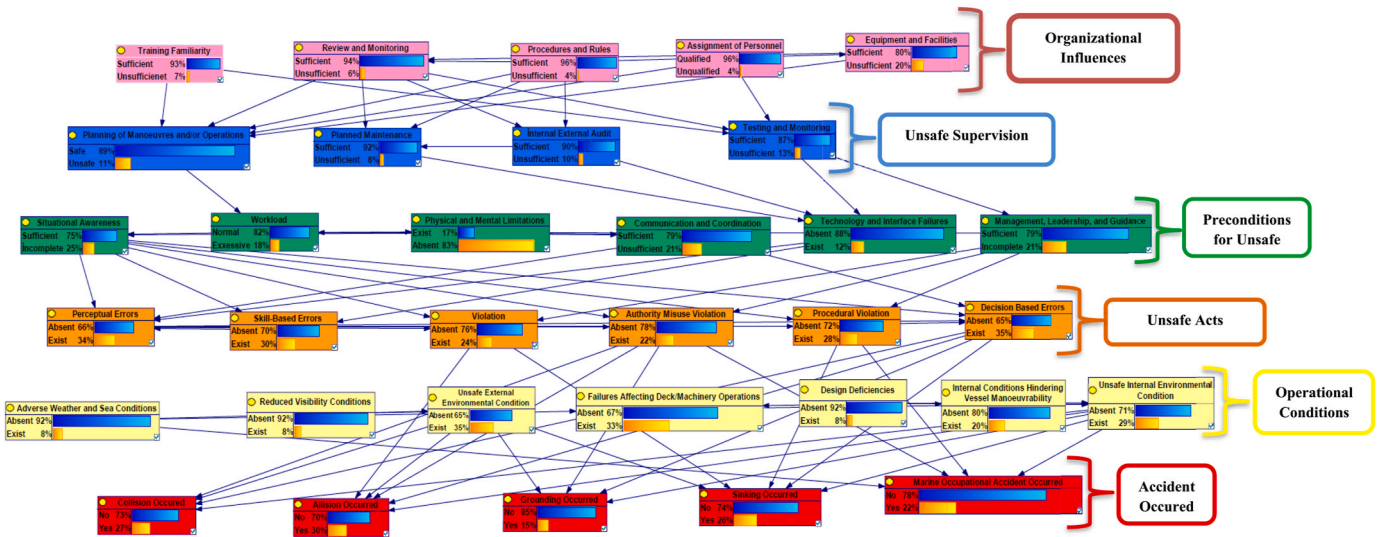 Training Familiarity
Sufficient 93%
Unsufficienet 7%
Review and Monitoring
Sufficient 94%
Unsufficient 6%
Procedures and Rules
Sufficient 96%
Unsufficient 4%
Assignment of Personnel
Qualified 96%
Unqualified 4%
Equipment and Facilities
Sufficient 80%
Unsufficient 20%
Organizational
Influences
Planning of Manoeuvres and/or Operations
Safe 89%
Unsafe 11%
Planned Maintenance
Sufficient 92%
Unsufficient 8%
İnternal External Audit
Sufficient 90%
Unsufficient 10%
Testing and Monitoring
Sufficient 87%
Unsufficient 13%
Unsafe Supervision
Situational Awareness
Sufficient 75%
İncomplete 25%
Workload
Normal 82%
Exxessive 18%
Physical and Mental Limitations
Exist 17%
Absent 83%
Communication and Coordination
Sufficient 79%
Unsufficient 21%
Technology and Interface Failures
Absent 88%
Exist 12%
Management, Leadership, and Guidance
Sufficient 79%
Incomplete 21%
Preconditions
for Unsafe
Perceptual Errors
Absent 66%
Exist 34%
Skill-Based Errors
Absent 70%
Exist 30%
Violation
Absent 76%
Exist 24%
Authority Misuse Violation
Absent 78%
Exist 22%
Procedural Violation
Absent 72%
Exist 28%
Decision Based Errors
Absent 65%
Exist 35%
Unsafe Acts
Adverse Weather and Sea Conditions
Absent 92%
Exist 8%
Reduced Visibility Conditions
Absent 92%
Exist 8%
Unsafe External
Environmental Condition
Absent 65%
Exist 35%
Failures Affecting Deck/Machinery Operations
Absent 67%
Exist 33%
Design Deficiencies
Absent 92%
Exist 8%
Internal Conditions Hindering
Vessel Manoeuvrability
Absent 80%
Exist 20%
Unsafe Internal Environmental
Condition
Absent 71%
Exist 29%
Operational
Conditions
Collision Occured
No 73%
Yes 27%
Allision Occurred
No 70%
Yes 30%
Grounding Occurred
No 85%
Yes 15%
Sinking Occurred
No 74%
Yes 26%
Marine Occupational Accident Occurred
No 78%
Yes 22%
Accident
Occured